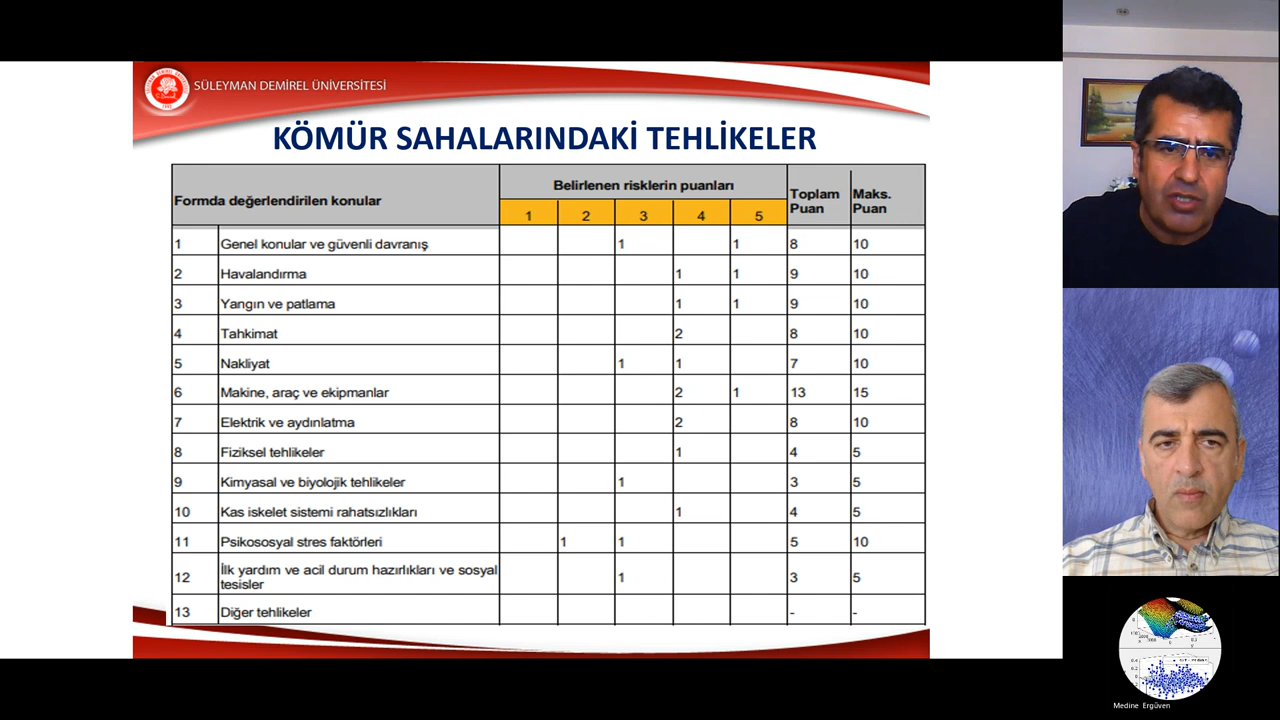 SÜLEYMAN DEMİREL ÜNİVERSİTESİ
KÖMÜR SAHALARINDAKİ TEHLİKELER
Formda değerlendirilen konular Belirlenen risklerin puanları Toplam Puan Maks. Puan
1 2 3 4 5
1 Genel konular ve güvenli davranış 1 1 8 10
2 Havalandırma 1 1 9 10
3 Yangın ve patlama 1 1 9 10
4 Tahkimat 2 8 10
5 Nakliyat 1 1 7 10
6 Makine, araç ve ekipmanlar 2 1 13 15
7 Elektrik ve aydınlatma 2 8 10
8 Fiziksel tehlikeler 1 4 5
9 Kimyasal ve biyolojik tehlikeler 1 3 5
10 Kas iskelet sistemi rahatsızlıkları 1 4 5
11 Psikososyal stres faktörleri 1 1 5 10
12 İlk yardım ve acil durum hazırlıkları ve sosyal tesisler 1 3 5
13 Diğer tehlikeler - -
Medine Ergüven